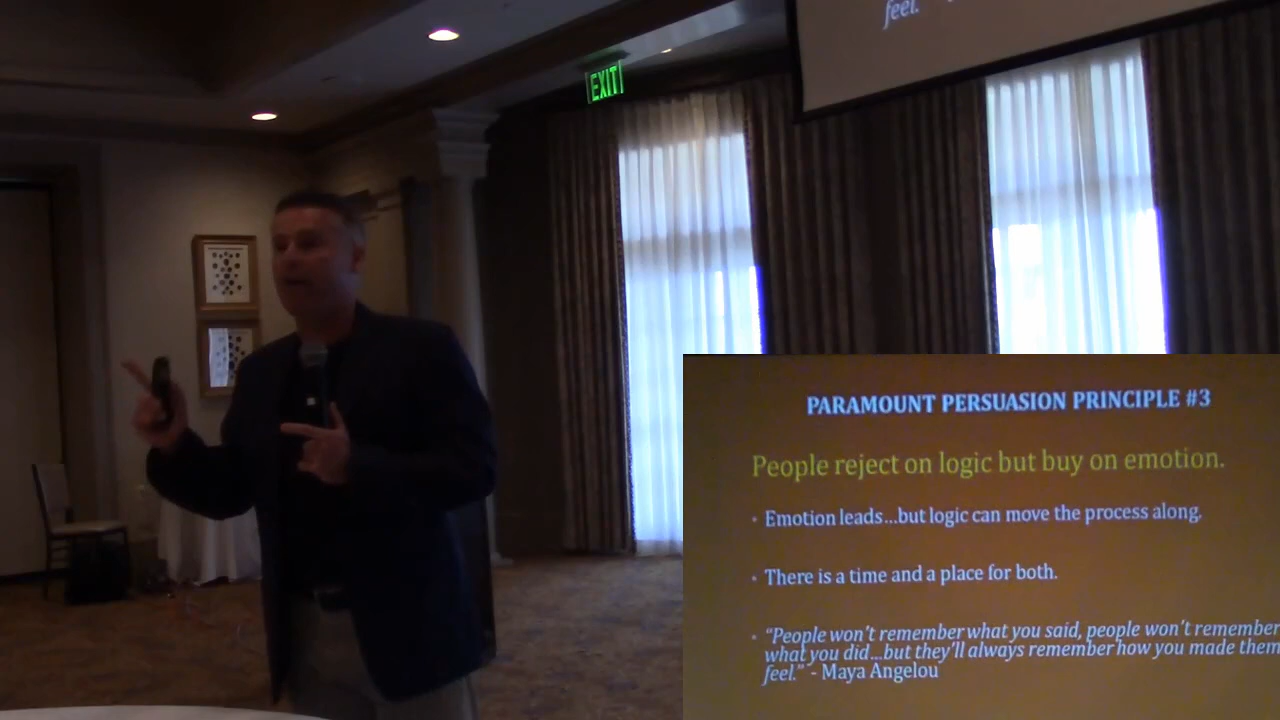 feel.
EXIT
PARAMOUNT PERSUASION PRINCIPLE #3
People reject on logic but buy on emotion.
• Emotion leads...but logic can move the process along.
• There is a time and a place for both.
• "People won't remember what you said, people won't remember
what you did...but they'll always remember how you made them
feel." - Maya Angelou